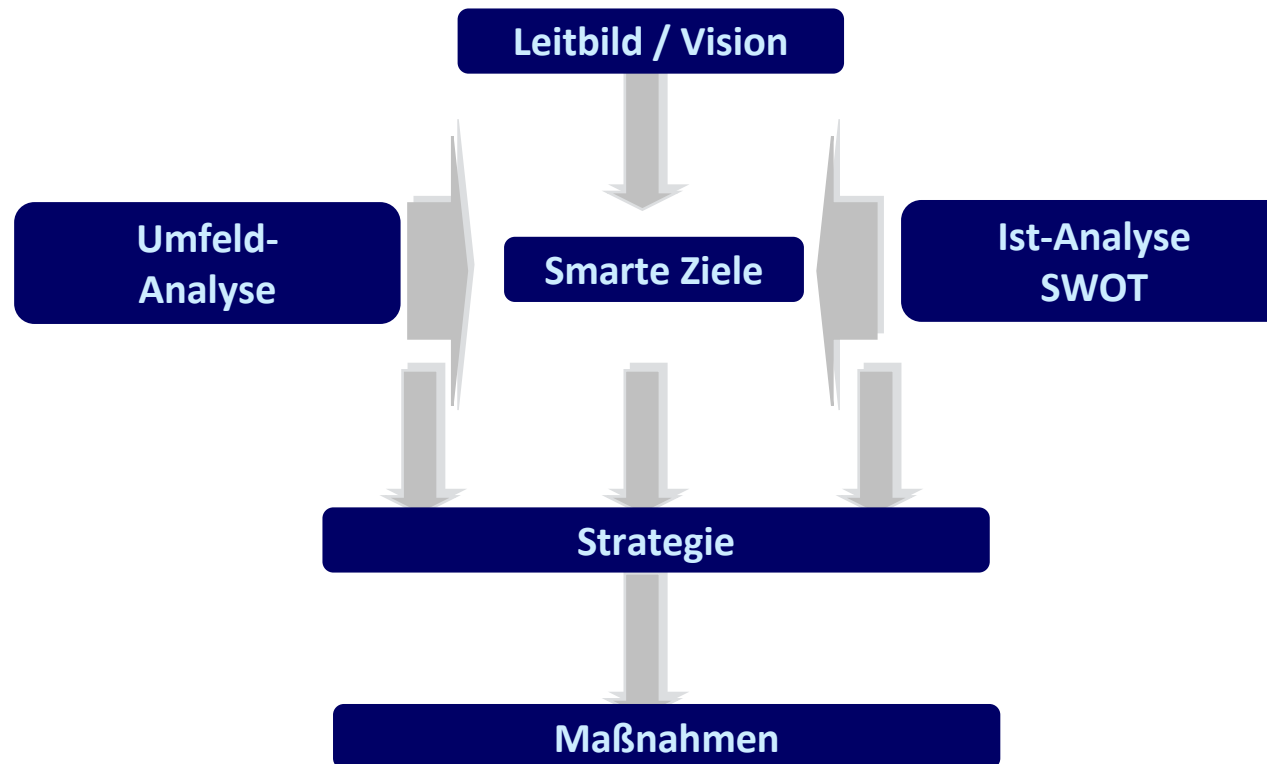 Leitbild / Vision
Umfeld-
Analyse
Smarte Ziele
Ist-Analyse
SWOT
Strategie
Maßnahmen